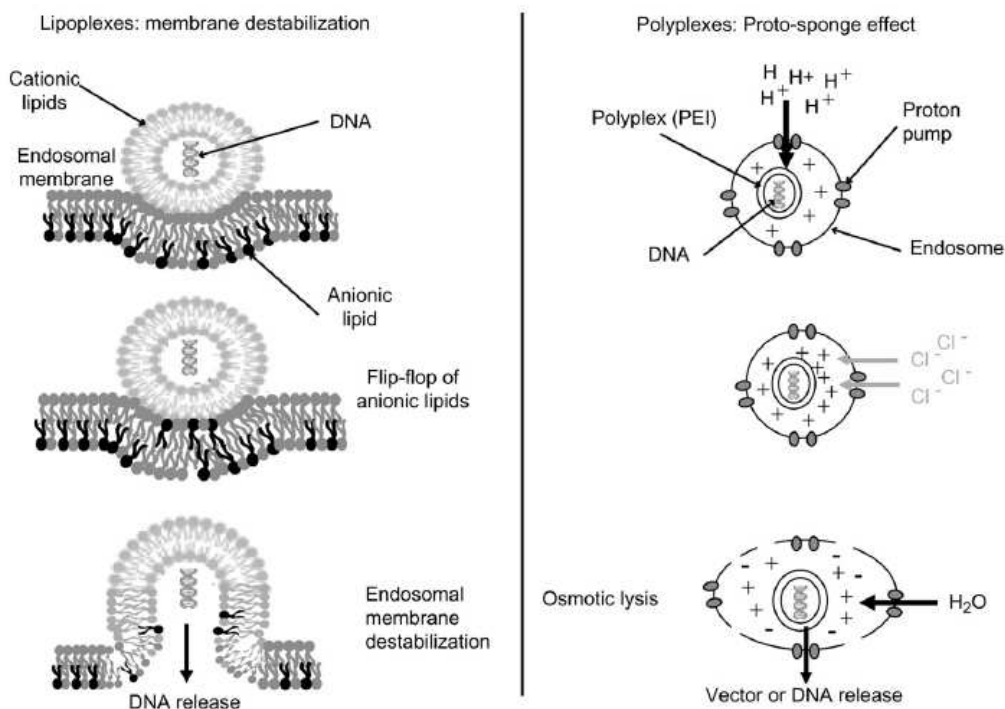 Lipoplexes: membrane destabilization
Cationic
lipids
DNA
Endosomal
membrane
Anionic
lipid
Flip-flop of
anionic lipids
Endosomal
membrane
destabilization
DNA release
Polyplexes: Proto-sponge effect
H⁺ H+ H⁺
H⁺ H⁺
Polyplex (PEI)
Proton
pump
DNA
Endosome
Cl⁻
Cl⁻
Cl⁻
Cl⁻
Osmotic lysis
H₂O
Vector or DNA release